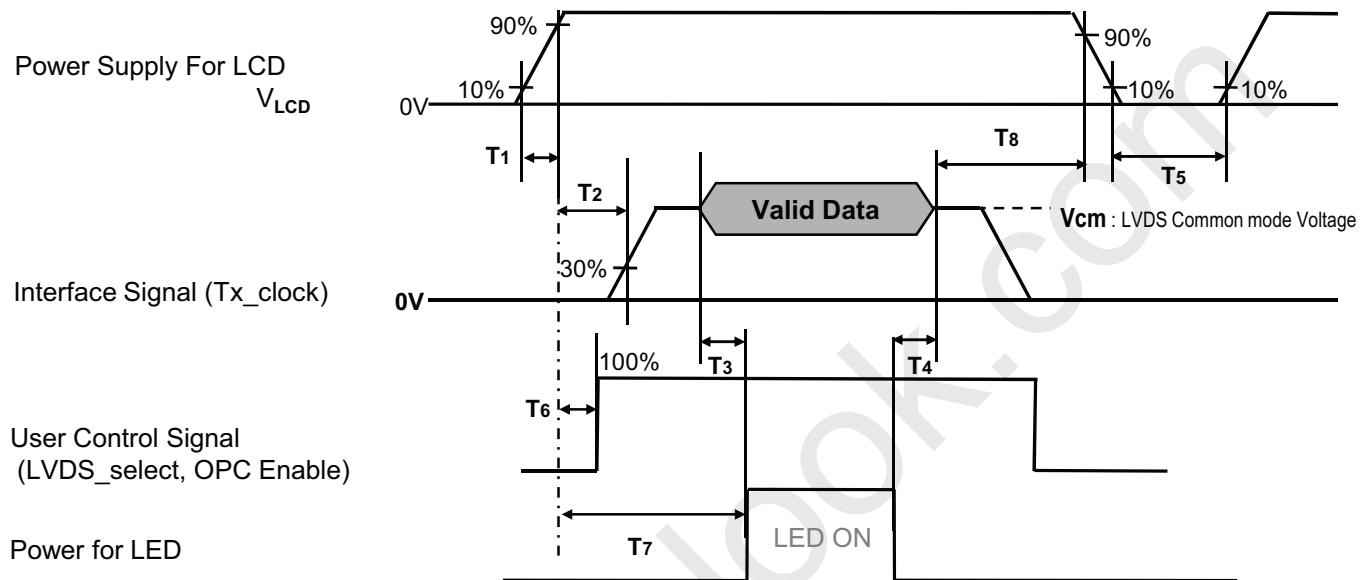 90%
90%
Power Supply For LCD
VLCD
10%
10%
10%
0V
T1
T8
T5
T2
Valid Data
Vcm : LVDS Common mode Voltage
30%
Interface Signal (Tx_clock)
0V
100%
T3
T4
T6
User Control Signal
(LVDS_select, OPC Enable)
T7
LED ON
Power for LED
look.com